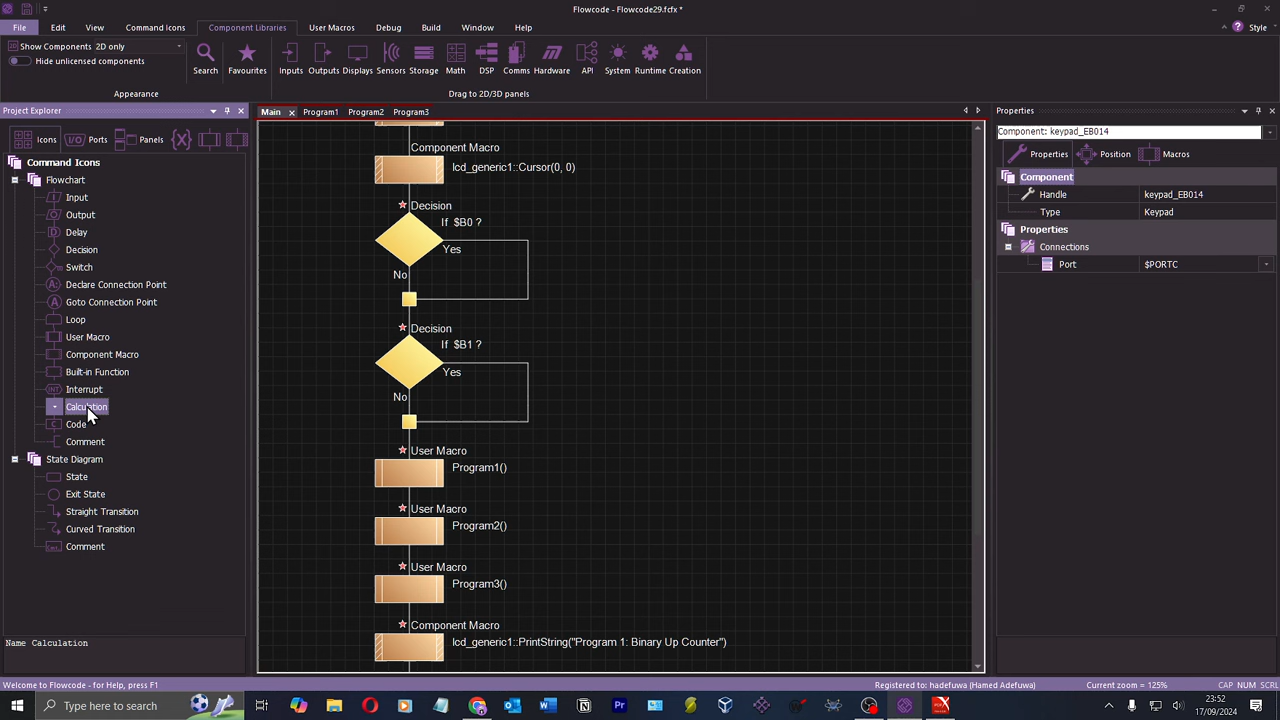 Flowcode - Flowcode29.fcfx *
File Edit View Command Icons Component Libraries User Macros Debug Build Window Help Style
Show Components 2D only
Hide unlicensed components
Search Favourites Inputs Outputs Displays Sensors Storage Math DSP Comms Hardware API System Runtime Creation
Appearance Drag to 2D/3D panels
Project Explorer
Icons Ports Panels
Command Icons
Flowchart
Input
Output
Delay
Decision
Switch
Declare Connection Point
Goto Connection Point
Loop
User Macro
Component Macro
Built-in Function
Interrupt
Calculation
Code
Comment
State Diagram
State
Exit State
Straight Transition
Curved Transition
Comment
Name Calculation
Main Program1 Program2 Program3
Component Macro
lcd_generic1::Cursor(0, 0)
Decision
If $B0 ?
Yes
No
Decision
If $B1 ?
Yes
No
User Macro
Program1()
User Macro
Program2()
User Macro
Program3()
Component Macro
lcd_generic1::PrintString("Program 1: Binary Up Counter")
Properties
Component: keypad_EB014
Properties Position Macros
Component
Handle keypad_EB014
Type Keypad
Properties
Connections
Port $PORTC
Welcome to Flowcode - for Help, press F1 Registered to: hadefuwa (Hamed Adefuwa) Current zoom = 125% CAP NUM SCRL
Type here to search
23:52
17/09/2024